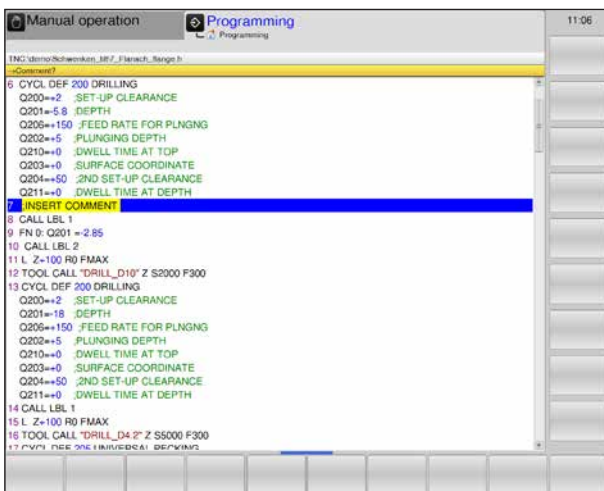 Manual operation
Programming
Programming
11:06
TNC:\demo\Schwenken_tilt\7_Flansch_flange.h
→Comment?
6 CYCL DEF 200 DRILLING
Q200=+2 ;SET-UP CLEARANCE
Q201=-5.8 ;DEPTH
Q206=+150 ;FEED RATE FOR PLNGNG
Q202=+5 ;PLUNGING DEPTH
Q210=+0 ;DWELL TIME AT TOP
Q203=+0 ;SURFACE COORDINATE
Q204=+50 ;2ND SET-UP CLEARANCE
Q211=+0 ;DWELL TIME AT DEPTH
7 ;INSERT COMMENT
8 CALL LBL 1
9 FN 0: Q201 =-2.85
10 CALL LBL 2
11 L Z+100 R0 FMAX
12 TOOL CALL "DRILL_D10" Z S2000 F300
13 CYCL DEF 200 DRILLING
Q200=+2 ;SET-UP CLEARANCE
Q201=-18 ;DEPTH
Q206=+150 ;FEED RATE FOR PLNGNG
Q202=+5 ;PLUNGING DEPTH
Q210=+0 ;DWELL TIME AT TOP
Q203=+0 ;SURFACE COORDINATE
Q204=+50 ;2ND SET-UP CLEARANCE
Q211=+0 ;DWELL TIME AT DEPTH
14 CALL LBL 1
15 L Z+100 R0 FMAX
16 TOOL CALL "DRILL_D4.2" Z S5000 F300
17 CYCL DEF 205 UNIVERSAL PECKING